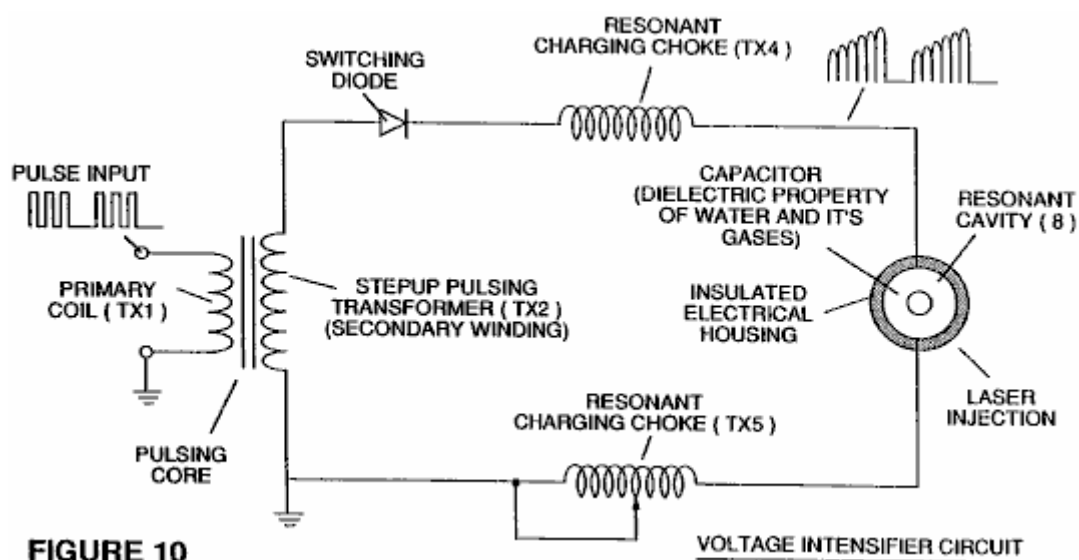 RESONANT
CHARGING CHOKE (TX4 )
SWITCHING
DIODE
PULSE INPUT
CAPACITOR
(DIELECTRIC PROPERTY
OF WATER AND IT'S
GASES)
RESONANT
CAVITY ( 8 )
PRIMARY
COIL ( TX1 )
STEPUP PULSING
TRANSFORMER ( TX2 )
(SECONDARY WINDING)
INSULATED
ELECTRICAL
HOUSING
LASER
INJECTION
RESONANT
CHARGING CHOKE ( TX5 )
PULSING
CORE
FIGURE 10
VOLTAGE INTENSIFIER CIRCUIT